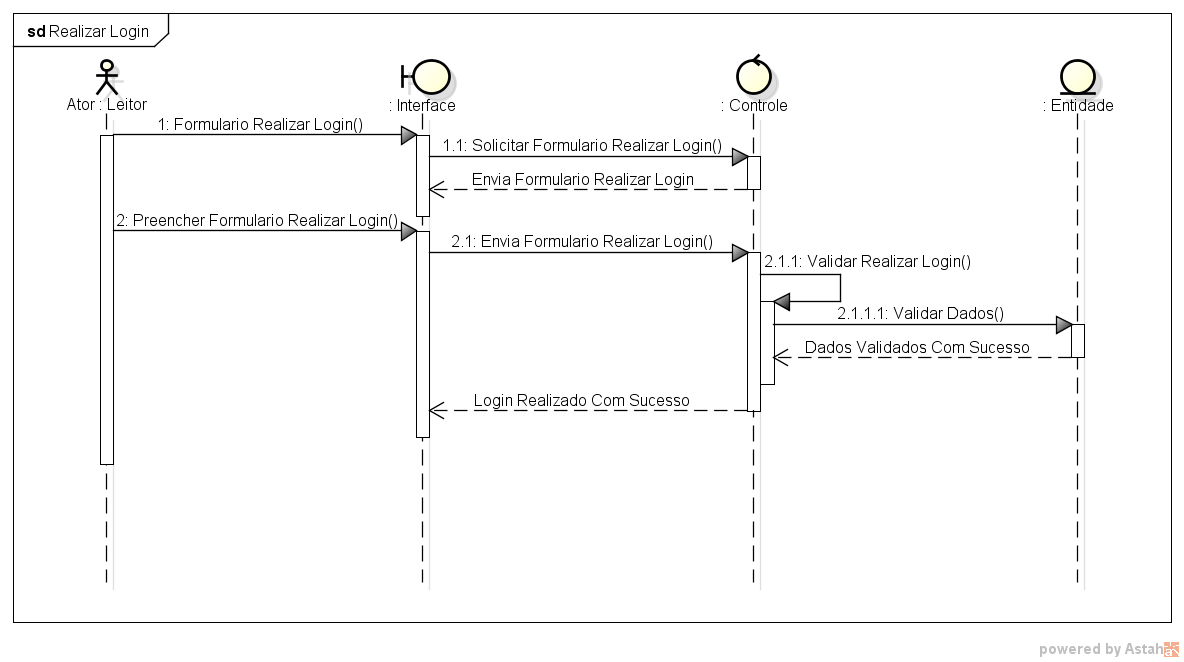 sd Realizar Login
Ator : Leitor
: Interface
: Controle
: Entidade
1: Formulario Realizar Login()
1.1: Solicitar Formulario Realizar Login()
Envia Formulario Realizar Login
2: Preencher Formulario Realizar Login()
2.1: Envia Formulario Realizar Login()
2.1.1: Validar Realizar Login()
2.1.1.1: Validar Dados()
Dados Validados Com Sucesso
Login Realizado Com Sucesso
powered by Astah